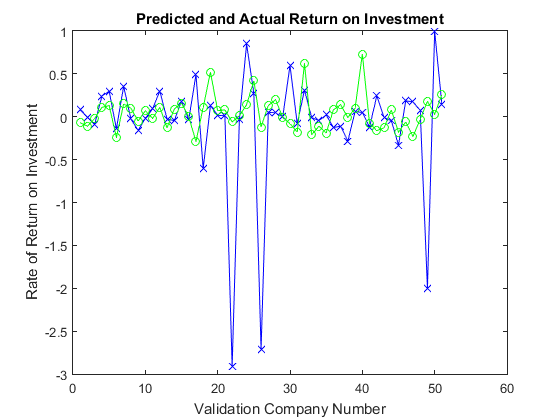 Predicted and Actual Return on Investment
1
0.5
0
-0.5
-1
-1.5
-2
-2.5
-3
Rate of Return on Investment
0 10 20 30 40 50 60
Validation Company Number